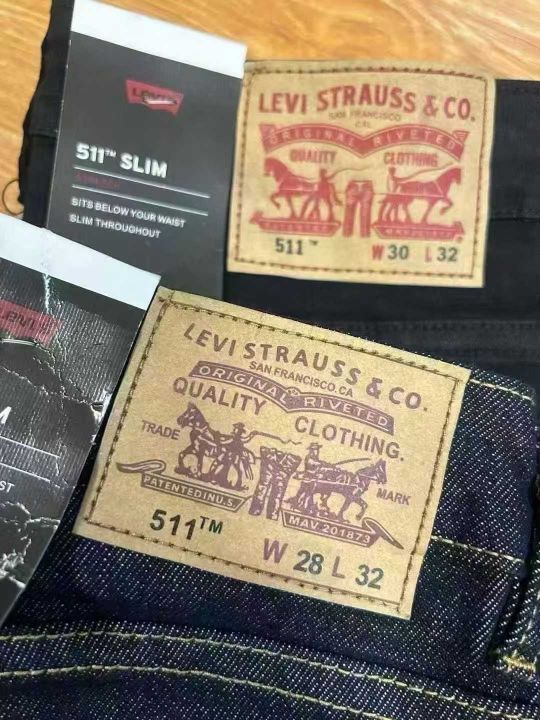 Levi's
511™ SLIM
STRETCH
SITS BELOW YOUR WAIST
SLIM THROUGHOUT
LEVI STRAUSS & CO.
SAN FRANCISCO
CAL
ORIGINAL RIVETED
QUALITY CLOTHING
511™ W 30 L 32
Levi's
M
ST
LEVI STRAUSS & CO.
SAN FRANCISCO.CA
ORIGINAL RIVETED
QUALITY CLOTHING.
TRADE MARK
PATENTEDINU.S. MAV.201873
511™ W 28 L 32